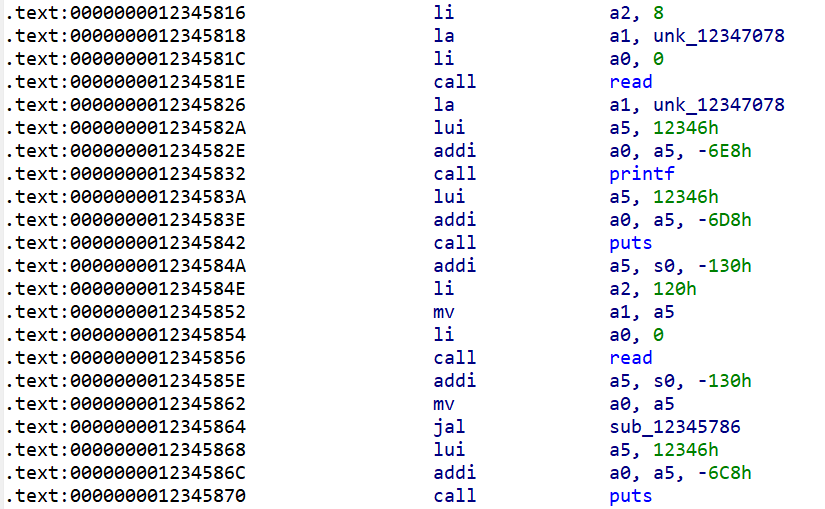 .text:0000000012345816 li a2, 8
.text:0000000012345818 la a1, unk_12347078
.text:000000001234581C li a0, 0
.text:000000001234581E call read
.text:0000000012345826 la a1, unk_12347078
.text:000000001234582A lui a5, 12346h
.text:000000001234582E addi a0, a5, -6E8h
.text:0000000012345832 call printf
.text:000000001234583A lui a5, 12346h
.text:000000001234583E addi a0, a5, -6D8h
.text:0000000012345842 call puts
.text:000000001234584A addi a5, s0, -130h
.text:000000001234584E li a2, 120h
.text:0000000012345852 mv a1, a5
.text:0000000012345854 li a0, 0
.text:0000000012345856 call read
.text:000000001234585E addi a5, s0, -130h
.text:0000000012345862 mv a0, a5
.text:0000000012345864 jal sub_12345786
.text:0000000012345868 lui a5, 12346h
.text:000000001234586C addi a0, a5, -6C8h
.text:0000000012345870 call puts